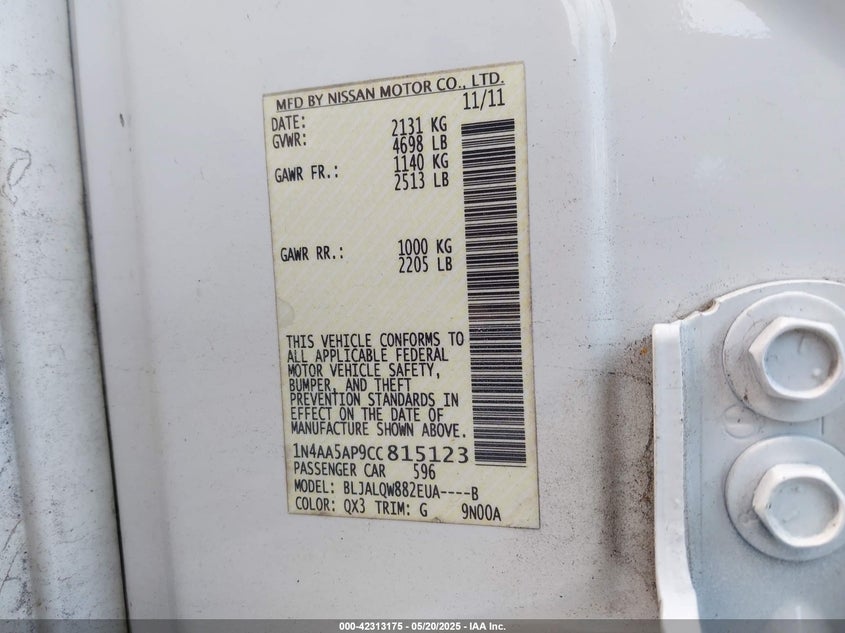 MFD BY NISSAN MOTOR CO., LTD.
DATE: 11/11
GVWR: 2131 KG
4698 LB
GAWR FR.: 1140 KG
2513 LB
GAWR RR.: 1000 KG
2205 LB
THIS VEHICLE CONFORMS TO
ALL APPLICABLE FEDERAL
MOTOR VEHICLE SAFETY,
BUMPER, AND THEFT
PREVENTION STANDARDS IN
EFFECT ON THE DATE OF
MANUFACTURE SHOWN ABOVE.
1N4AA5AP9CC815123
PASSENGER CAR 596
MODEL: BLJALQW882EUA----B
COLOR: QX3 TRIM: G 9N00A
000-42313175 - 05/20/2025 - IAA Inc.